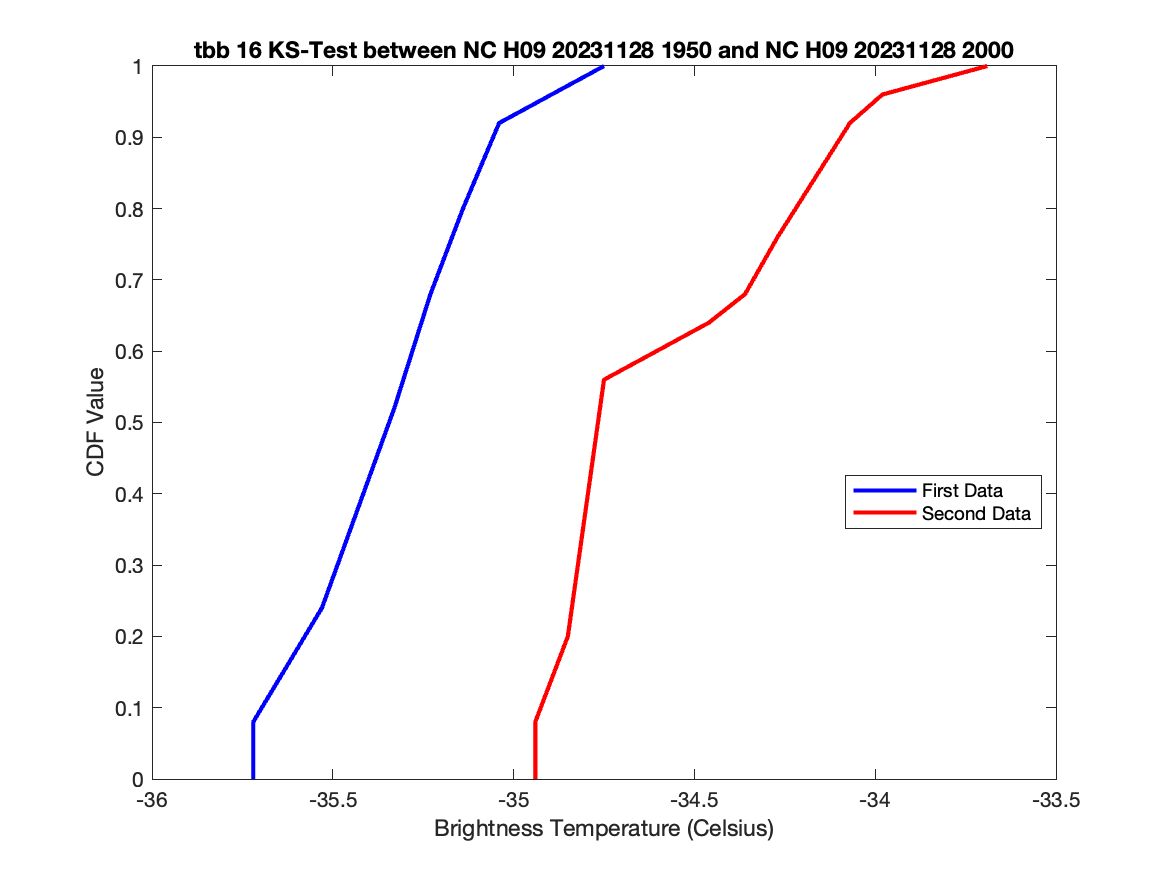 tbb 16 KS-Test between NC H09 20231128 1950 and NC H09 20231128 2000
1
0.9
0.8
0.7
0.6
0.5
0.4
0.3
0.2
0.1
0
CDF Value
First Data
Second Data
-36 -35.5 -35 -34.5 -34 -33.5
Brightness Temperature (Celsius)